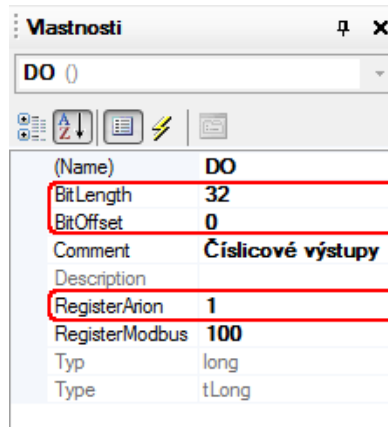 Vlastnosti
DO ()
(Name) DO
BitLength 32
BitOffset 0
Comment Číslicové výstupy
Description
RegisterArion 1
RegisterModbus 100
Typ long
Type tLong